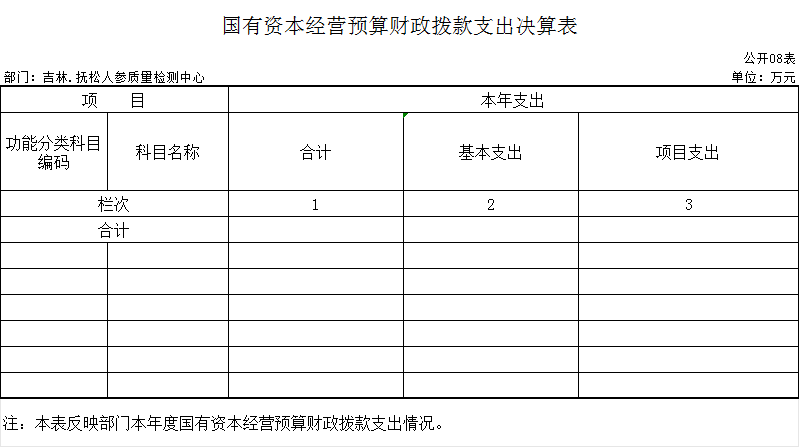 国有资本经营预算财政拨款支出决算表
公开08表
部门：吉林.抚松人参质量检测中心 单位：万元
项 目 本年支出
功能分类科目
编码 科目名称 合计 基本支出 项目支出
栏次 1 2 3
合计
注：本表反映部门本年度国有资本经营预算财政拨款支出情况。